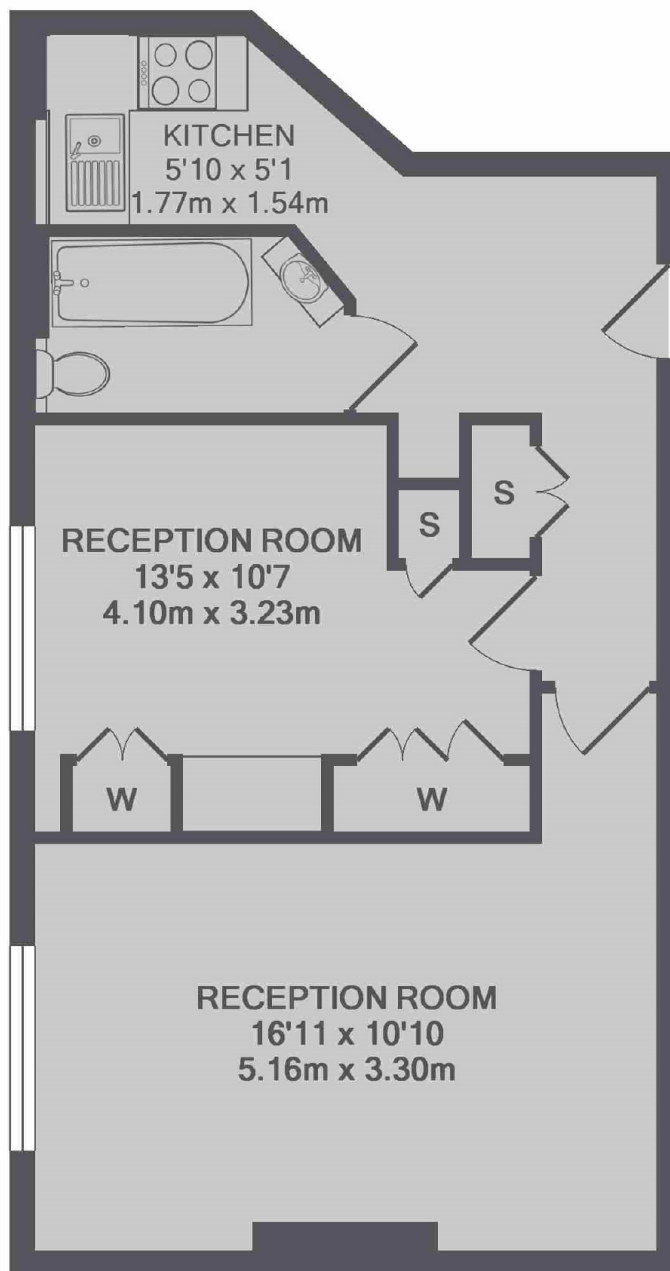 KITCHEN
5'10 x 5'1
1.77m x 1.54m
RECEPTION ROOM
13'5 x 10'7
4.10m x 3.23m
S
S
W
W
RECEPTION ROOM
16'11 x 10'10
5.16m x 3.30m